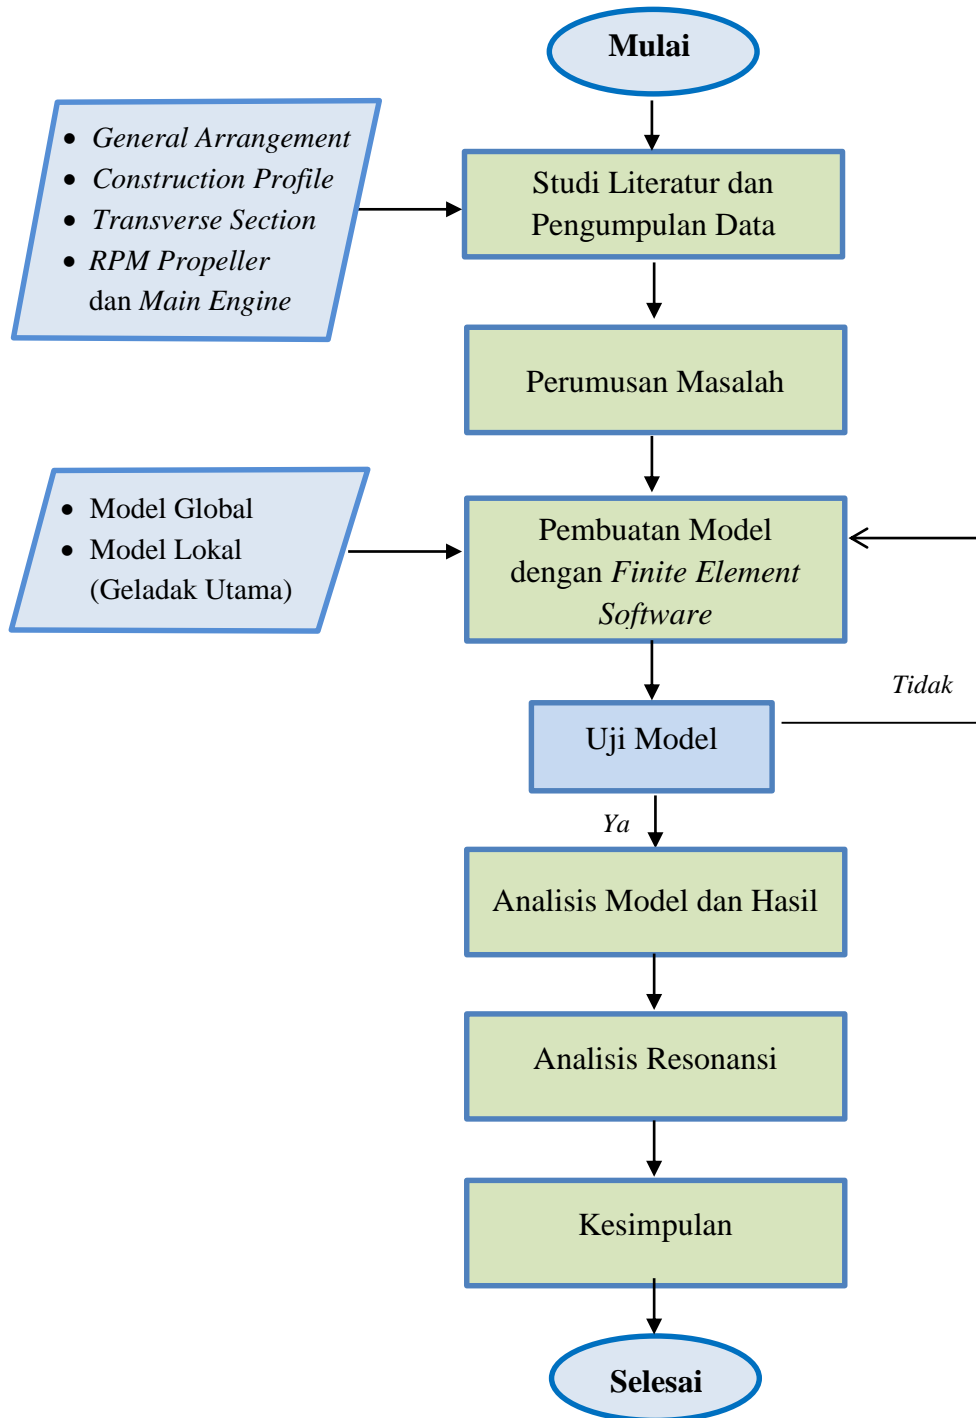 Mulai
• General Arrangement
• Construction Profile
• Transverse Section
• RPM Propeller
dan Main Engine
Studi Literatur dan
Pengumpulan Data
Perumusan Masalah
• Model Global
• Model Lokal
(Geladak Utama)
Pembuatan Model
dengan Finite Element
Software
Tidak
Uji Model
Ya
Analisis Model dan Hasil
Analisis Resonansi
Kesimpulan
Selesai